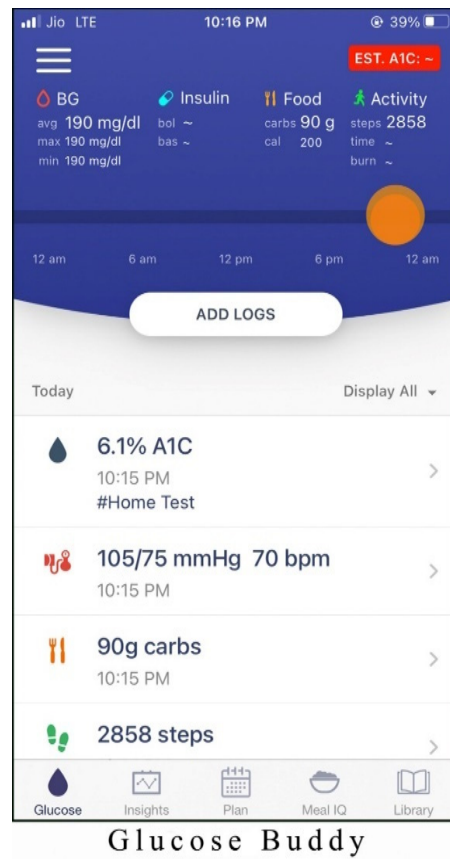 Jio LTE 10:16 PM 39%
EST. A1C: ~
BG Insulin Food Activity
avg 190 mg/dl bol ~ carbs 90 g steps 2858
max 190 mg/dl bas ~ cal 200 time ~
min 190 mg/dl burn ~
12 am 6 am 12 pm 6 pm 12 am
ADD LOGS
Today Display All
6.1% A1C
10:15 PM
#Home Test
105/75 mmHg 70 bpm
10:15 PM
90g carbs
10:15 PM
2858 steps
Glucose Insights Plan Meal IQ Library
Glucose Buddy